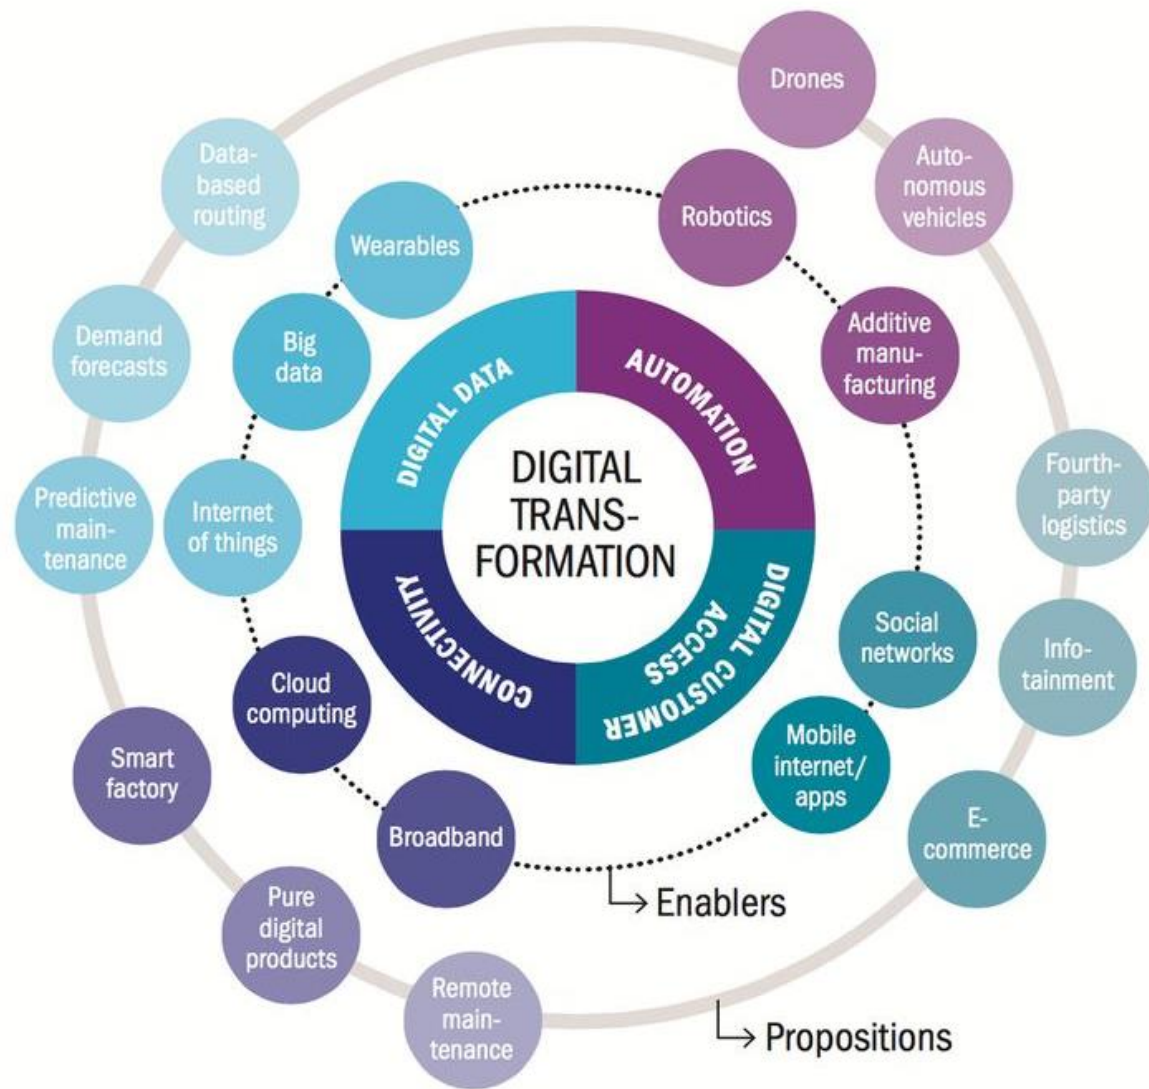 DIGITAL
TRANS-
FORMATION
DIGITAL DATA
AUTOMATION
DIGITAL CUSTOMER
ACCESS
CONNECTIVITY
Wearables
Big
data
Internet
of things
Cloud
computing
Broadband
Mobile
internet/
apps
Social
networks
Additive
manu-
facturing
Robotics
Enablers
Drones
Auto-
nomous
vehicles
Fourth-
party
logistics
Info-
tainment
E-
commerce
Remote
main-
tenance
Pure
digital
products
Smart
factory
Predictive
main-
tenance
Demand
forecasts
Data-
based
routing
Propositions